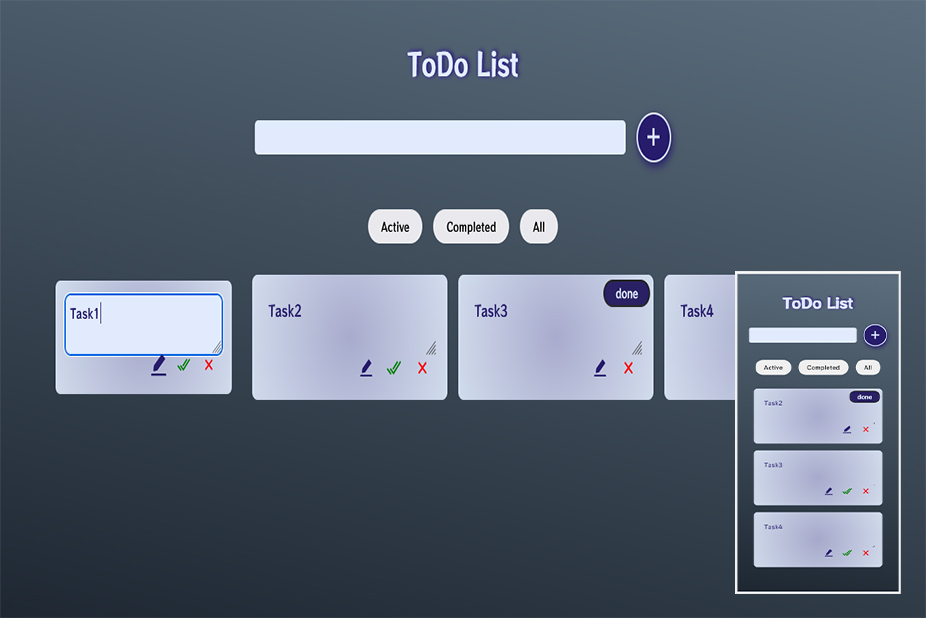 ToDo List
+
Active Completed All
Task1
Task2
Task3
done
Task4
ToDo List
+
Active Completed All
done
Task2
Task3
Task4